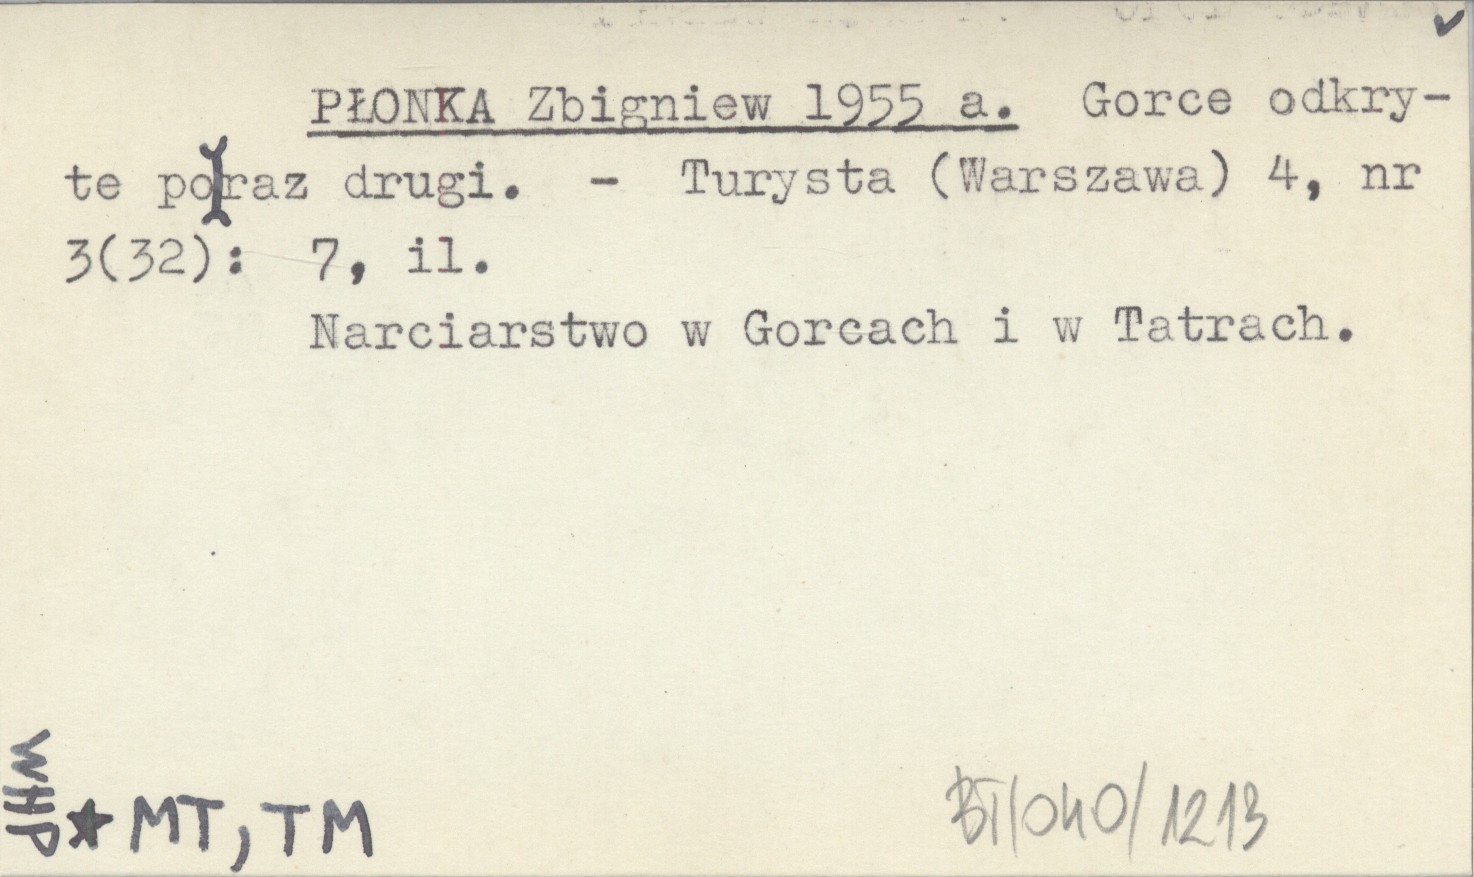 PŁONKA Zbigniew 1955 a. Gorce odkry-
te po raz drugi. - Turysta (Warszawa) 4, nr
3(32): 7, il.
Narciarstwo w Gorcach i w Tatrach.
WHP
★ MT, TM
BT/040/1213